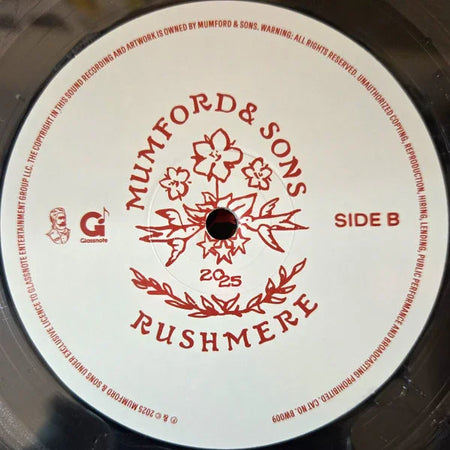 MUMFORD & SONS
SIDE B
Glassnote
2025
RUSHMERE
℗ & © 2025 MUMFORD & SONS UNDER EXCLUSIVE LICENCE TO GLASSNOTE ENTERTAINMENT GROUP LLC. THE COPYRIGHT IN THIS SOUND RECORDING AND ARTWORK IS OWNED BY MUMFORD & SONS. WARNING: ALL RIGHTS RESERVED. UNAUTHORIZED COPYING, REPRODUCTION, HIRING, LENDING, PUBLIC PERFORMANCE AND BROADCASTING PROHIBITED. CAT NO. BW009